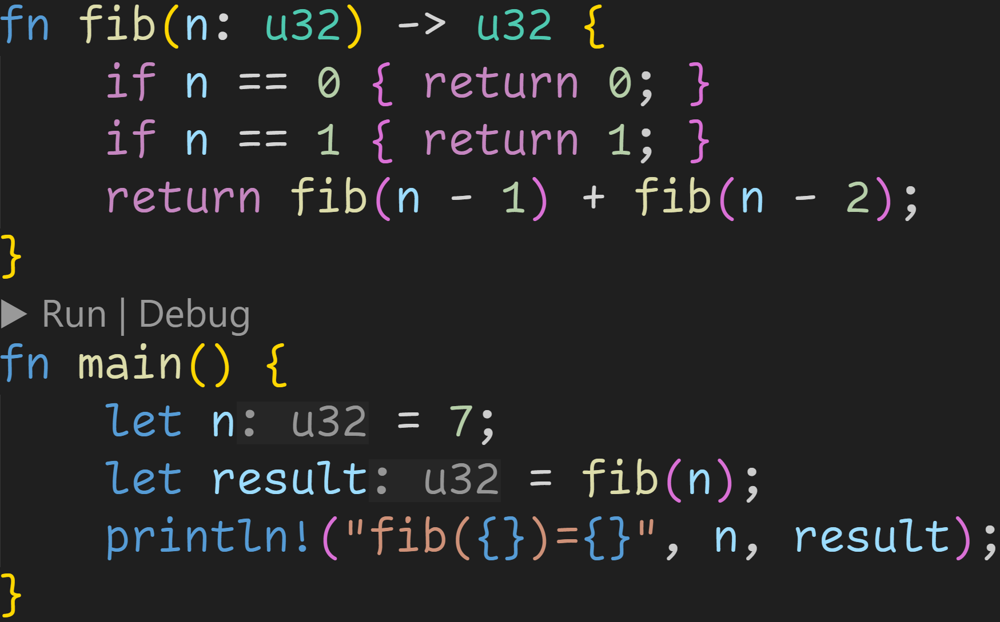 fn fib(n: u32) -> u32 {
    if n == 0 { return 0; }
    if n == 1 { return 1; }
    return fib(n - 1) + fib(n - 2);
}
▶ Run | Debug
fn main() {
    let n: u32 = 7;
    let result: u32 = fib(n);
    println!("fib({})={}", n, result);
}